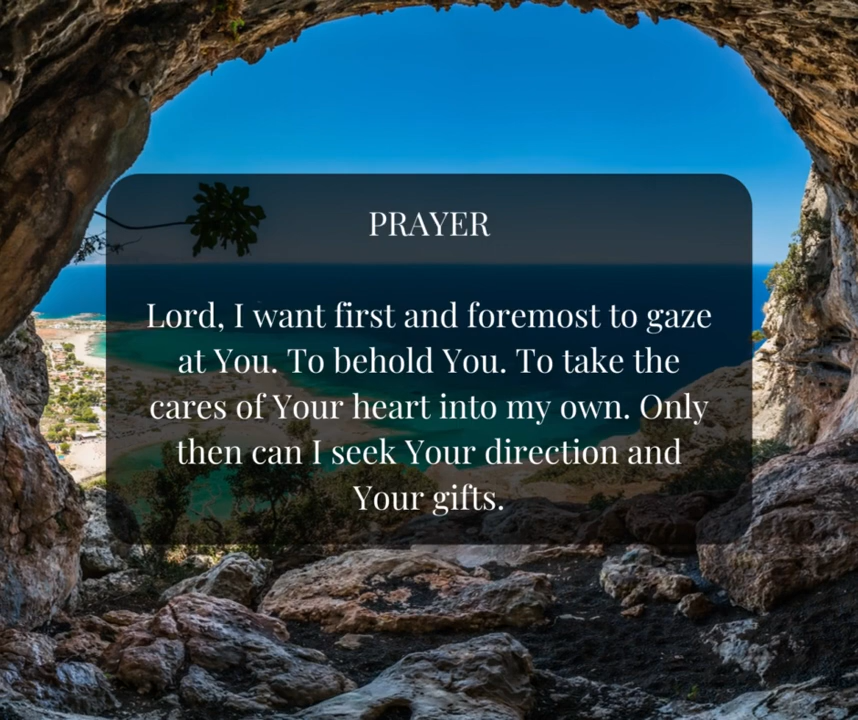 PRAYER
Lord, I want first and foremost to gaze
at You. To behold You. To take the
cares of Your heart into my own. Only
then can I seek Your direction and
Your gifts.